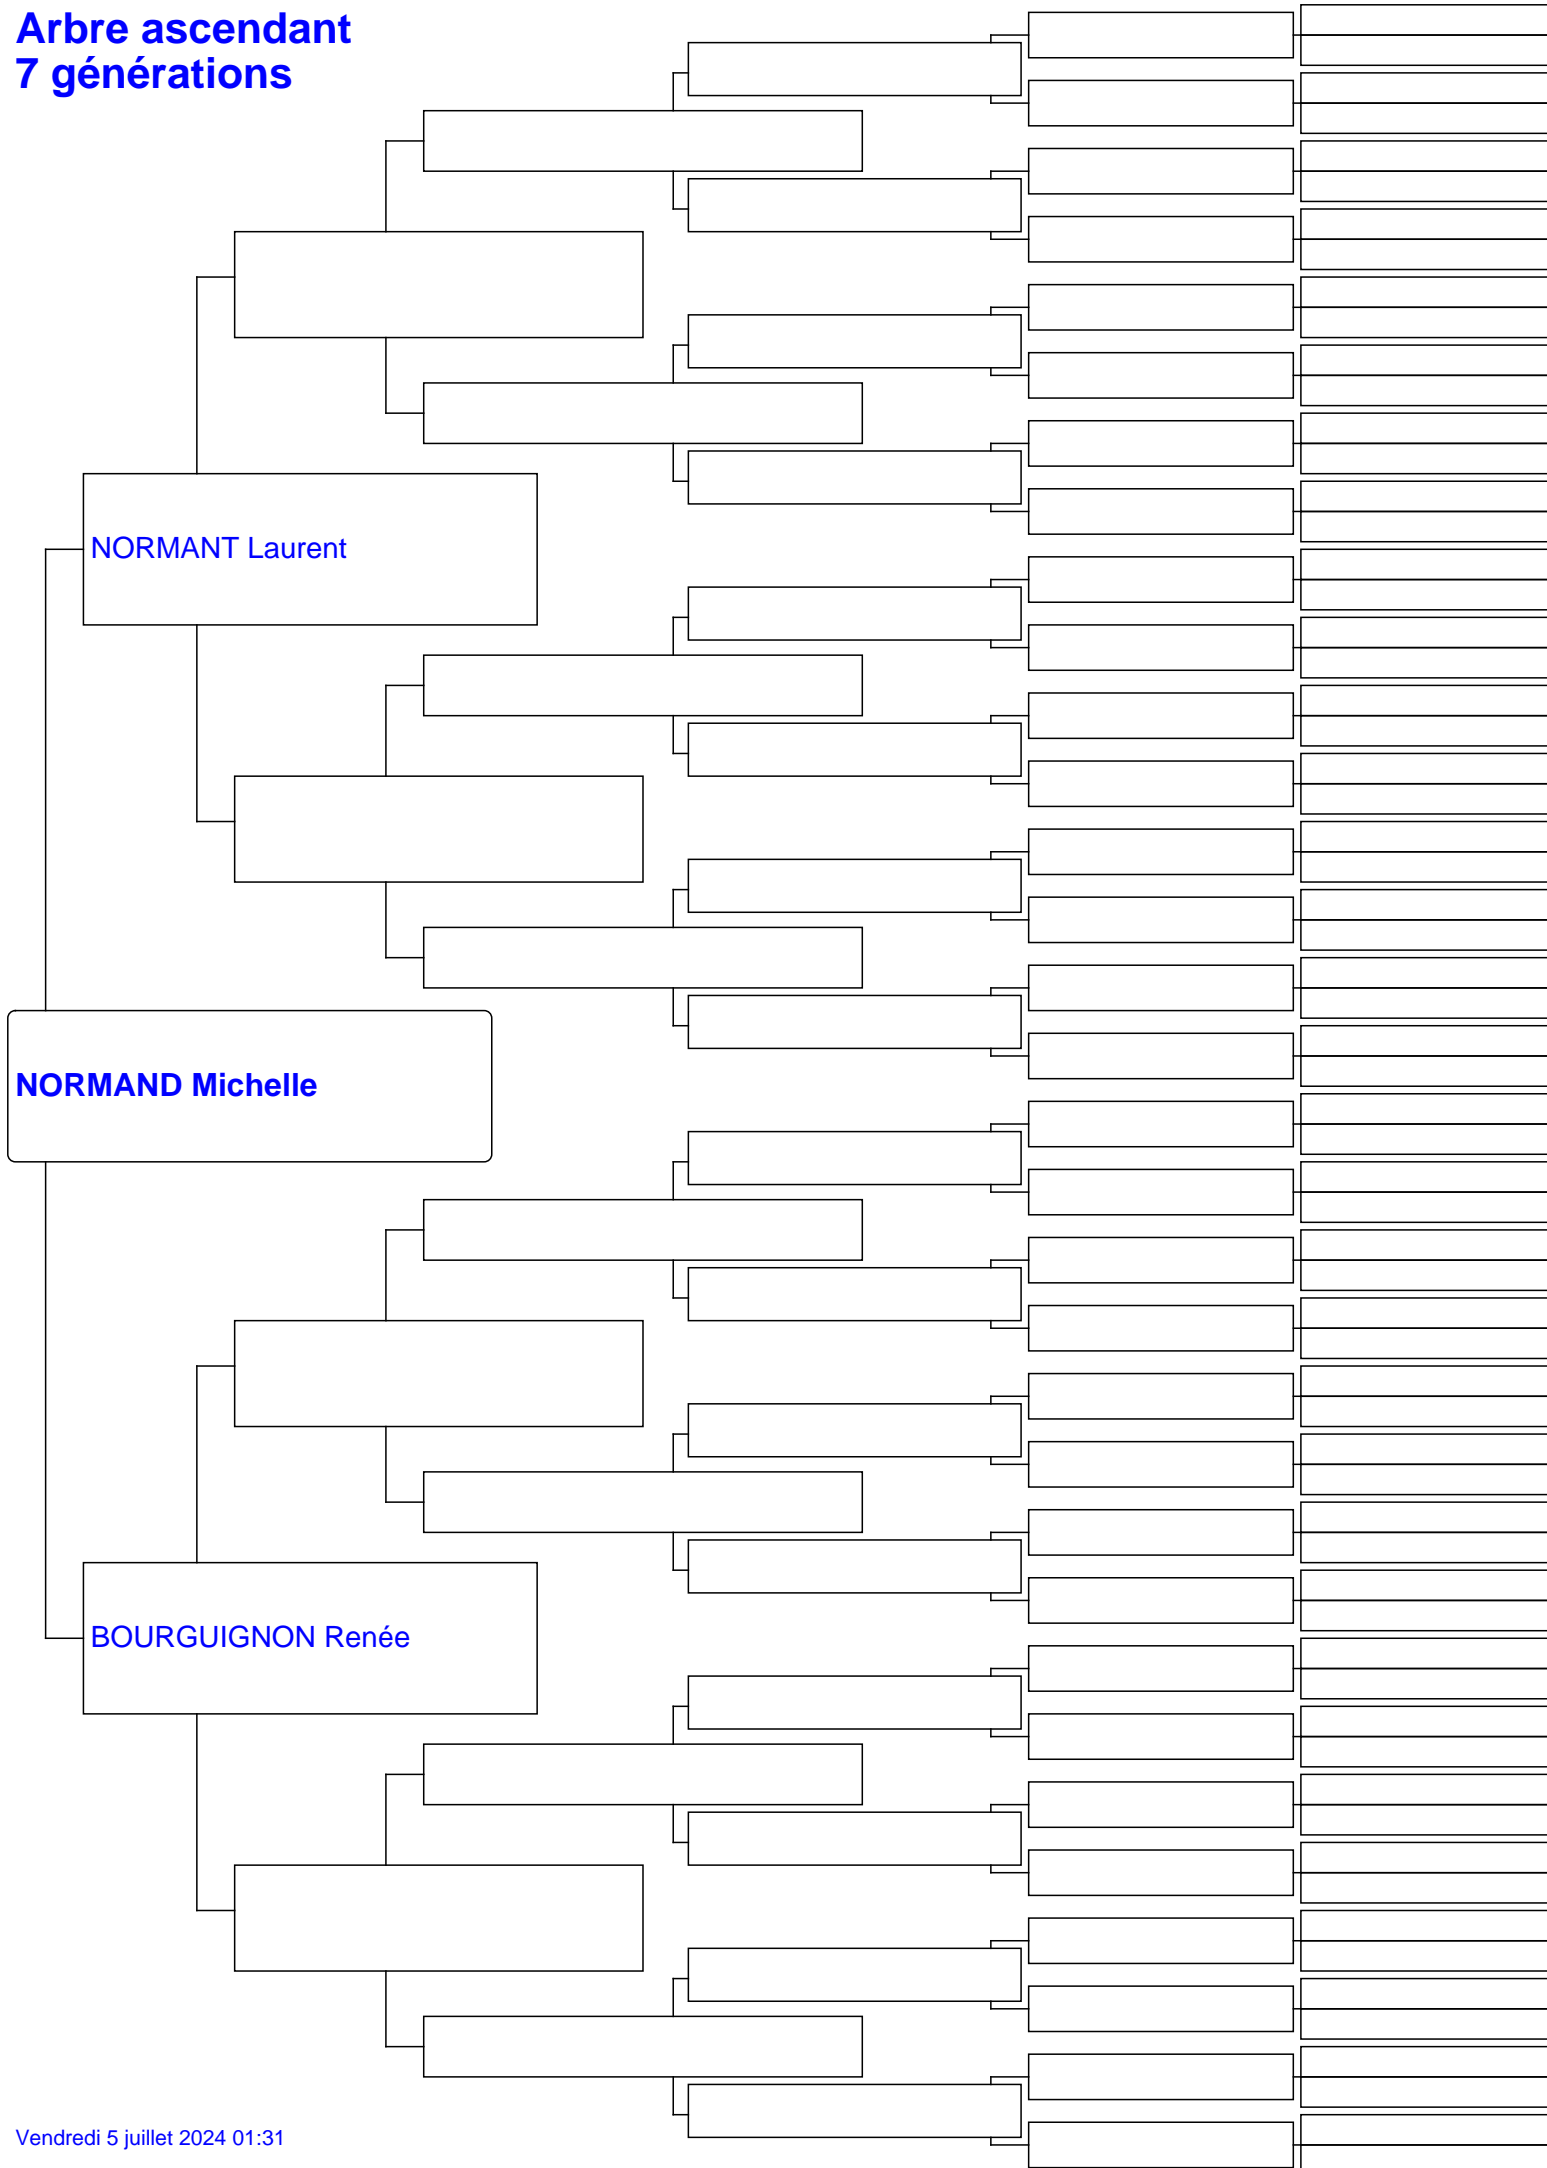 Arbre ascendant
7 générations
NORMANT Laurent
NORMAND Michelle
BOURGUIGNON Renée
Vendredi 5 juillet 2024 01:31